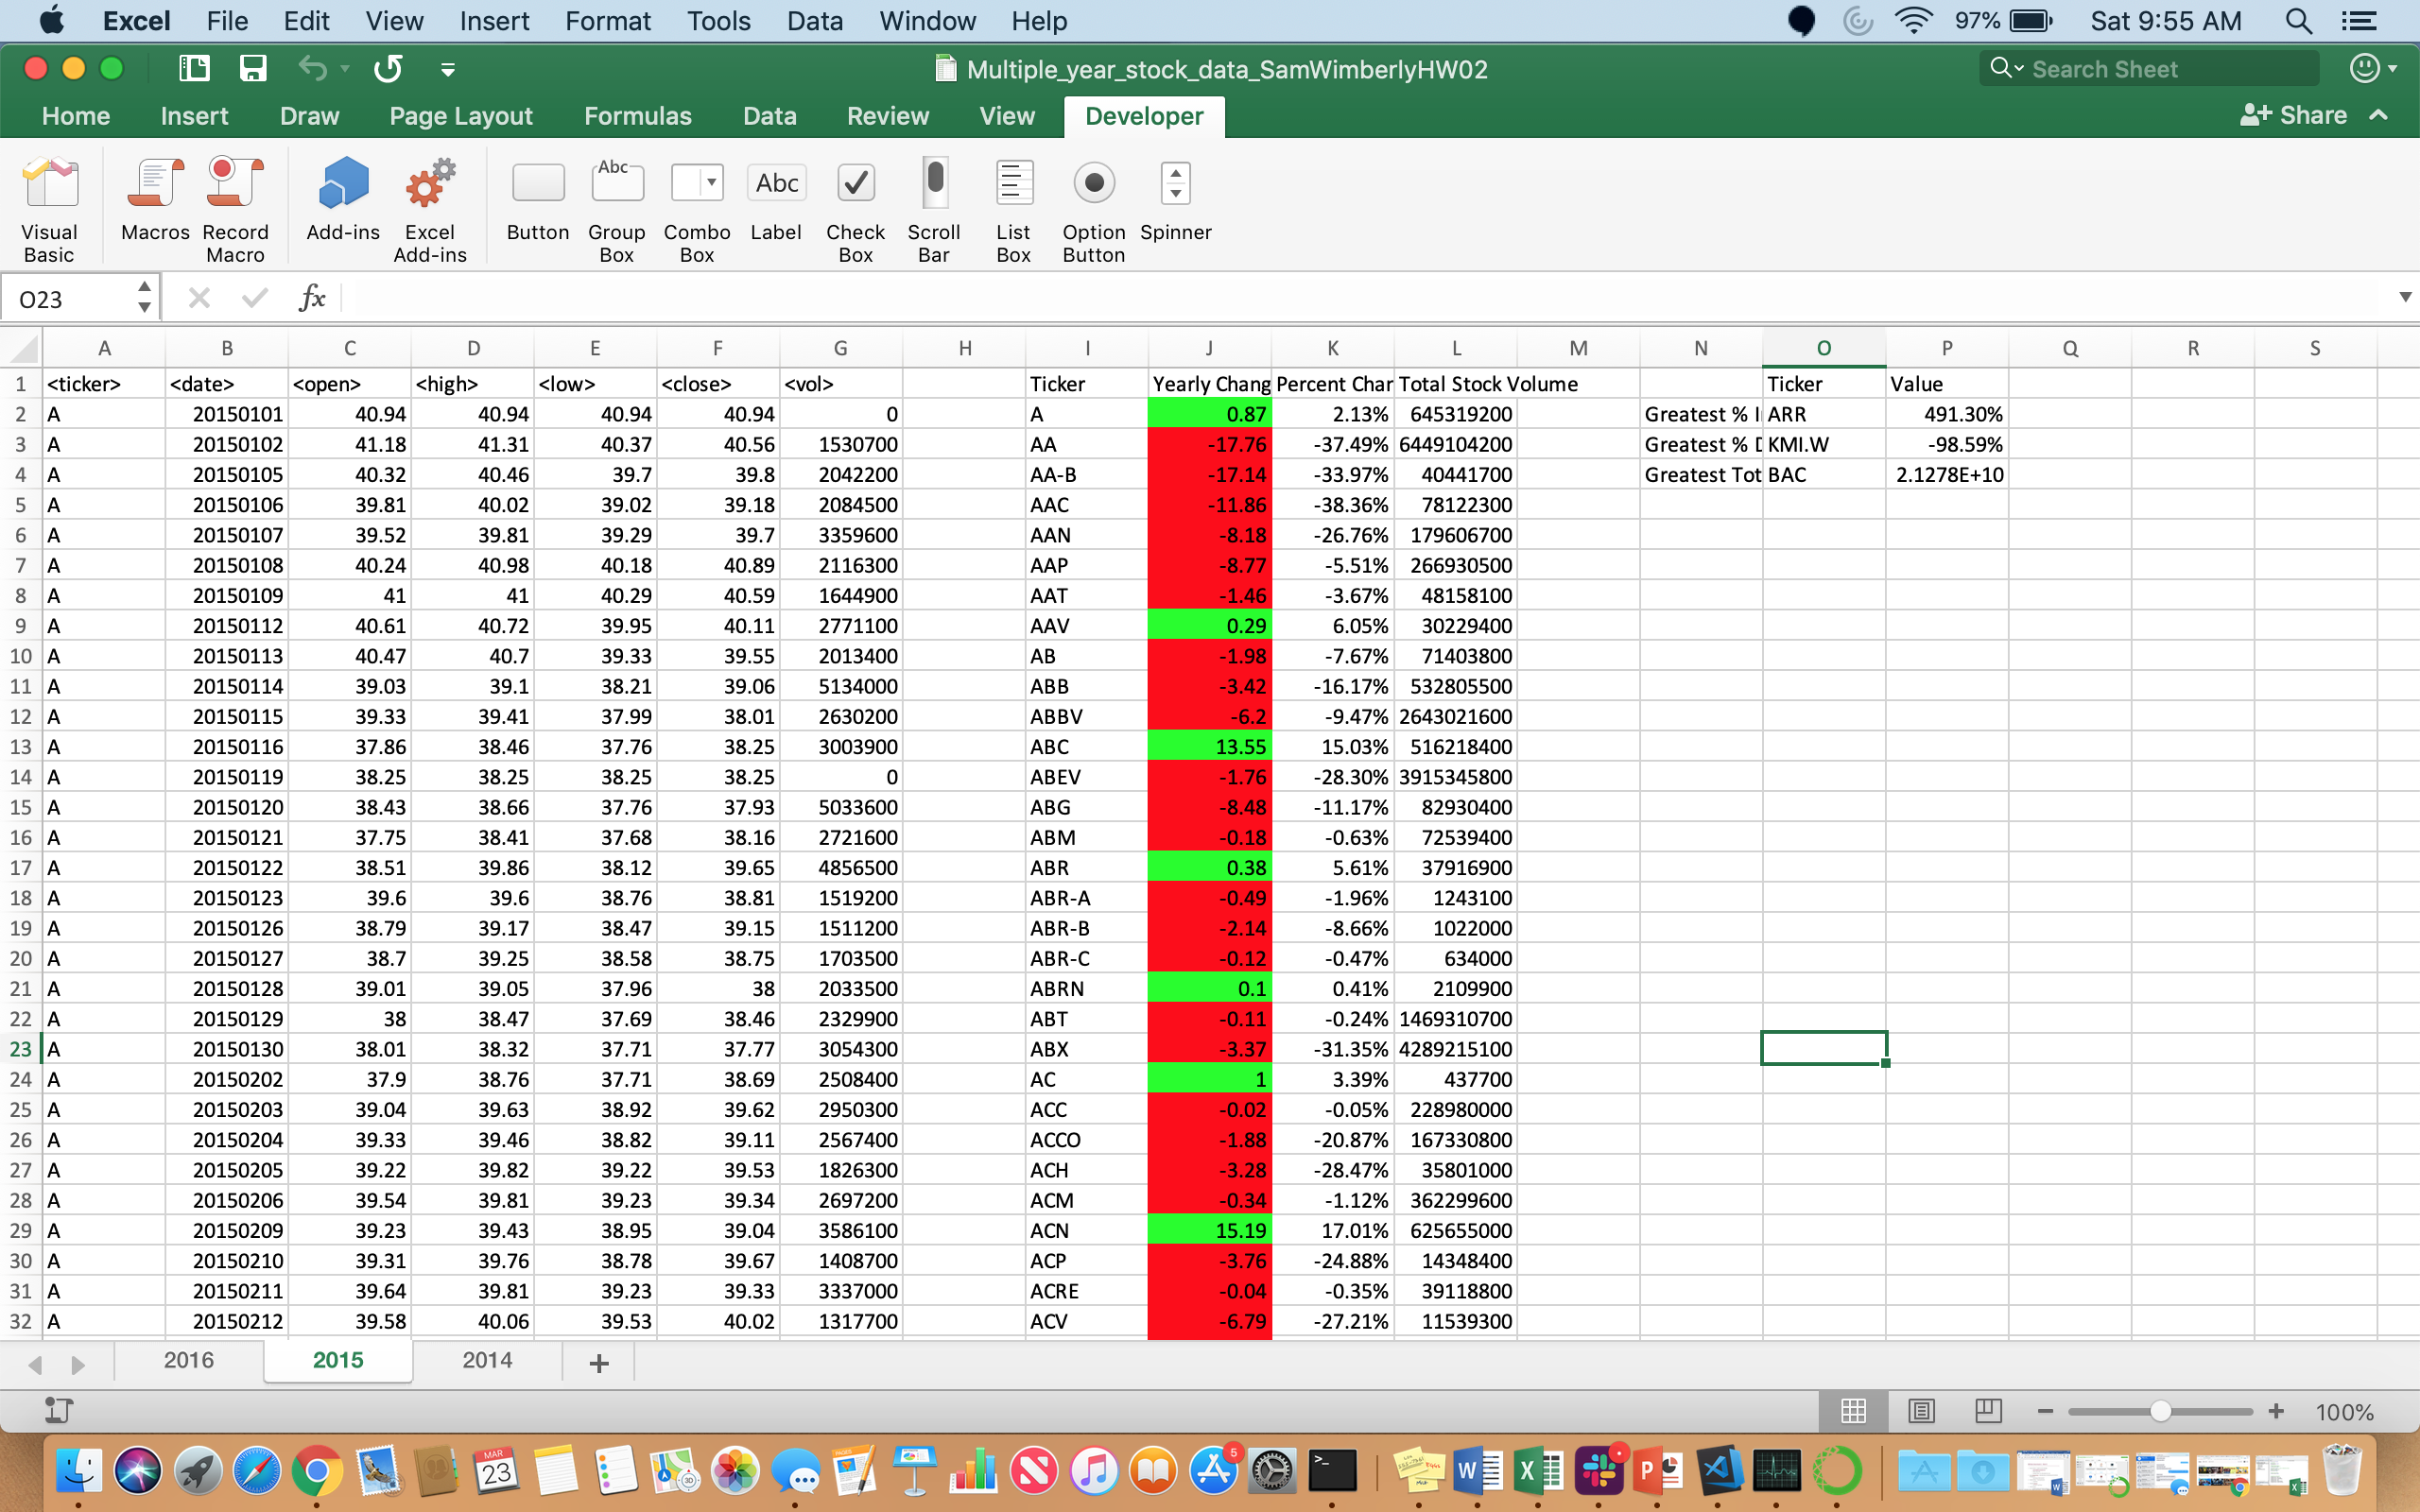 Excel File Edit View Insert Format Tools Data Window Help 97% Sat 9:55 AM
Multiple_year_stock_data_SamWimberlyHW02 Search Sheet
Home Insert Draw Page Layout Formulas Data Review View Developer Share
Visual Basic Macros Record Macro Add-ins Excel Add-ins Button Abc Group Box Combo Box Abc Label Check Box Scroll Bar List Box Option Button Spinner
O23 fx
A B C D E F G H I J K L M N O P Q R S
1 <ticker> <date> <open> <high> <low> <close> <vol> Ticker Yearly Chang Percent Char Total Stock Volume Ticker Value
2 A 20150101 40.94 40.94 40.94 40.94 0 A 0.87 2.13% 645319200 Greatest % I ARR 491.30%
3 A 20150102 41.18 41.31 40.37 40.56 1530700 AA -17.76 -37.49% 6449104200 Greatest % D KMI.W -98.59%
4 A 20150105 40.32 40.46 39.7 39.8 2042200 AA-B -17.14 -33.97% 40441700 Greatest Tot BAC 2.1278E+10
5 A 20150106 39.81 40.02 39.02 39.18 2084500 AAC -11.86 -38.36% 78122300
6 A 20150107 39.52 39.81 39.29 39.7 3359600 AAN -8.18 -26.76% 179606700
7 A 20150108 40.24 40.98 40.18 40.89 2116300 AAP -8.77 -5.51% 266930500
8 A 20150109 41 41 40.29 40.59 1644900 AAT -1.46 -3.67% 48158100
9 A 20150112 40.61 40.72 39.95 40.11 2771100 AAV 0.29 6.05% 30229400
10 A 20150113 40.47 40.7 39.33 39.55 2013400 AB -1.98 -7.67% 71403800
11 A 20150114 39.03 39.1 38.21 39.06 5134000 ABB -3.42 -16.17% 532805500
12 A 20150115 39.33 39.41 37.99 38.01 2630200 ABBV -6.2 -9.47% 2643021600
13 A 20150116 37.86 38.46 37.76 38.25 3003900 ABC 13.55 15.03% 516218400
14 A 20150119 38.25 38.25 38.25 38.25 0 ABEV -1.76 -28.30% 3915345800
15 A 20150120 38.43 38.66 37.76 37.93 5033600 ABG -8.48 -11.17% 82930400
16 A 20150121 37.75 38.41 37.68 38.16 2721600 ABM -0.18 -0.63% 72539400
17 A 20150122 38.51 39.86 38.12 39.65 4856500 ABR 0.38 5.61% 37916900
18 A 20150123 39.6 39.6 38.76 38.81 1519200 ABR-A -0.49 -1.96% 1243100
19 A 20150126 38.79 39.17 38.47 39.15 1511200 ABR-B -2.14 -8.66% 1022000
20 A 20150127 38.7 39.25 38.58 38.75 1703500 ABR-C -0.12 -0.47% 634000
21 A 20150128 39.01 39.05 37.96 38 2033500 ABRN 0.1 0.41% 2109900
22 A 20150129 38 38.47 37.69 38.46 2329900 ABT -0.11 -0.24% 1469310700
23 A 20150130 38.01 38.32 37.71 37.77 3054300 ABX -3.37 -31.35% 4289215100
24 A 20150202 37.9 38.76 37.71 38.69 2508400 AC 1 3.39% 437700
25 A 20150203 39.04 39.63 38.92 39.62 2950300 ACC -0.02 -0.05% 228980000
26 A 20150204 39.33 39.46 38.82 39.11 2567400 ACCO -1.88 -20.87% 167330800
27 A 20150205 39.22 39.82 39.22 39.53 1826300 ACH -3.28 -28.47% 35801000
28 A 20150206 39.54 39.81 39.23 39.34 2697200 ACM -0.34 -1.12% 362299600
29 A 20150209 39.23 39.43 38.95 39.04 3586100 ACN 15.19 17.01% 625655000
30 A 20150210 39.31 39.76 38.78 39.67 1408700 ACP -3.76 -24.88% 14348400
31 A 20150211 39.64 39.81 39.23 39.33 3337000 ACRE -0.04 -0.35% 39118800
32 A 20150212 39.58 40.06 39.53 40.02 1317700 ACV -6.79 -27.21% 11539300
2016 2015 2014 +
100%
MAR 23 5